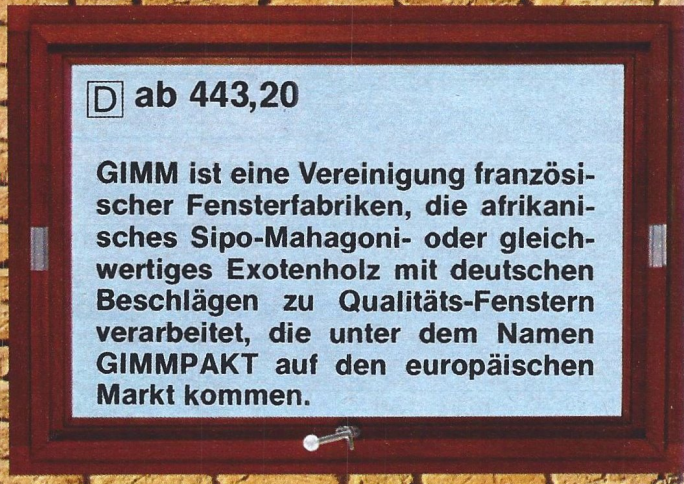 D ab 443,20
GIMM ist eine Vereinigung französi-
scher Fensterfabriken, die afrikani-
sches Sipo-Mahagoni- oder gleich-
wertiges Exotenholz mit deutschen
Beschlägen zu Qualitäts-Fenstern
verarbeitet, die unter dem Namen
GIMMPAKT auf den europäischen
Markt kommen.